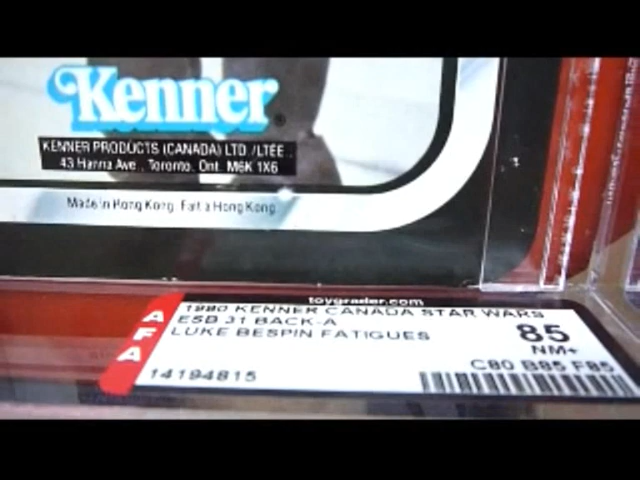 Kenner®
KENNER PRODUCTS (CANADA) LTD./LTÉE.
43 Hanna Ave., Toronto, Ont. M6K 1X6
Made in Hong Kong. Fait a Hong Kong
toygrader.com
AFA
1980 KENNER CANADA STAR WARS
ESB 31 BACK-A
LUKE BESPIN FATIGUES
85
NM+
C80 B85 F85
14194815